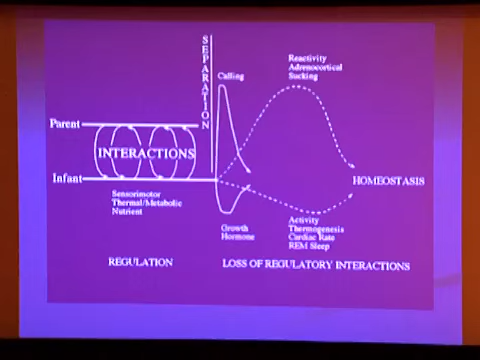 SEPARATION
Calling
Reactivity
Adrenocortical
Sucking
Parent
INTERACTIONS
Infant
HOMEOSTASIS
Sensorimotor
Thermal/Metabolic
Nutrient
Growth
Hormone
Activity
Thermogenesis
Cardiac Rate
REM Sleep
REGULATION
LOSS OF REGULATORY INTERACTIONS